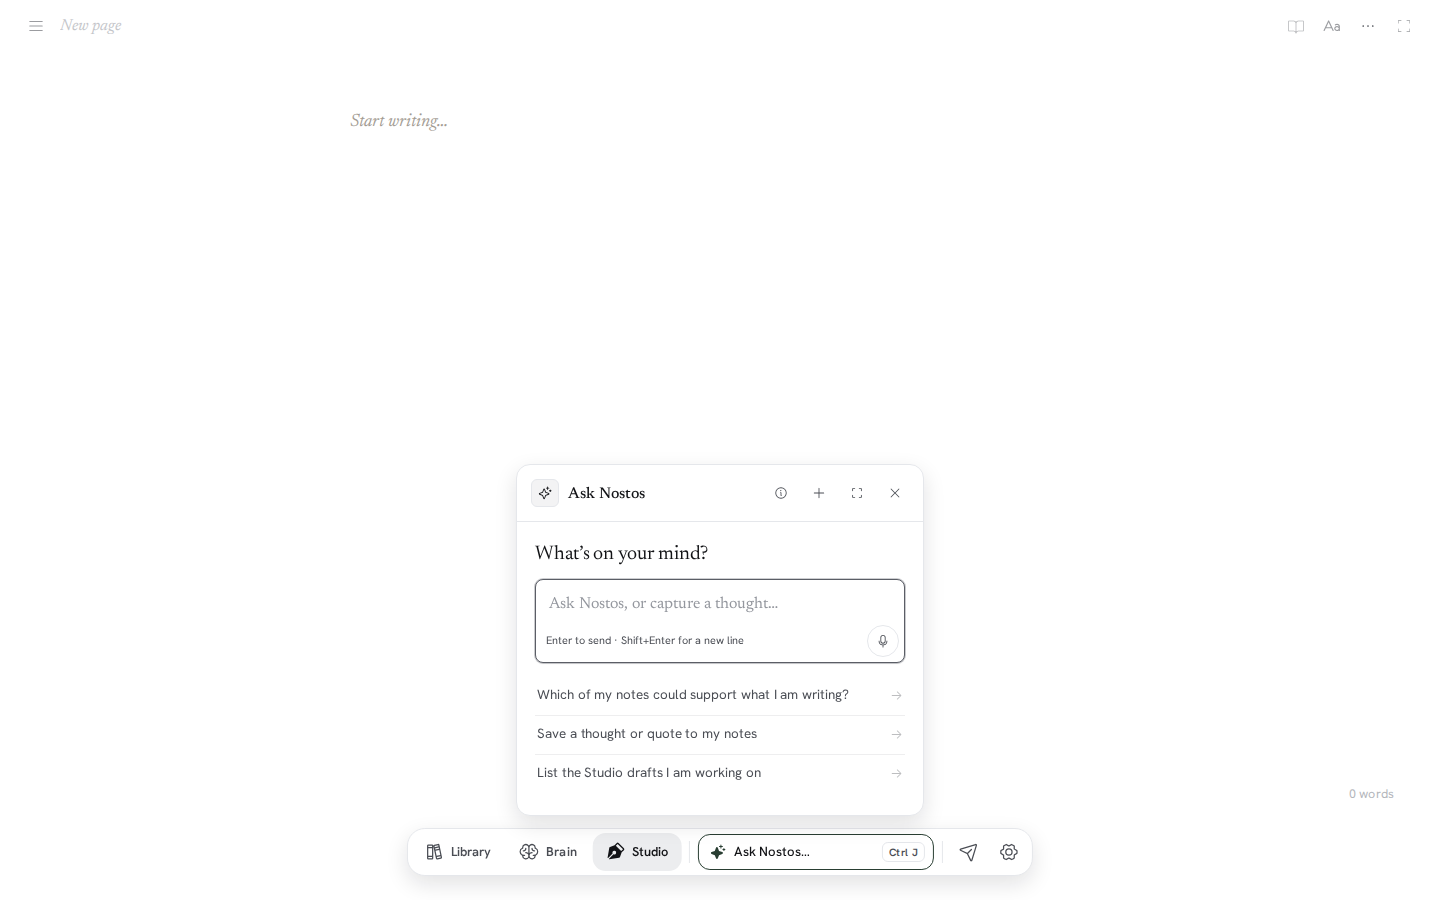 New page
Aa
Start writing...
Ask Nostos
What's on your mind?
Ask Nostos, or capture a thought...
Enter to send · Shift+Enter for a new line
Which of my notes could support what I am writing?
Save a thought or quote to my notes
List the Studio drafts I am working on
0 words
Library
Brain
Studio
Ask Nostos...
Ctrl J